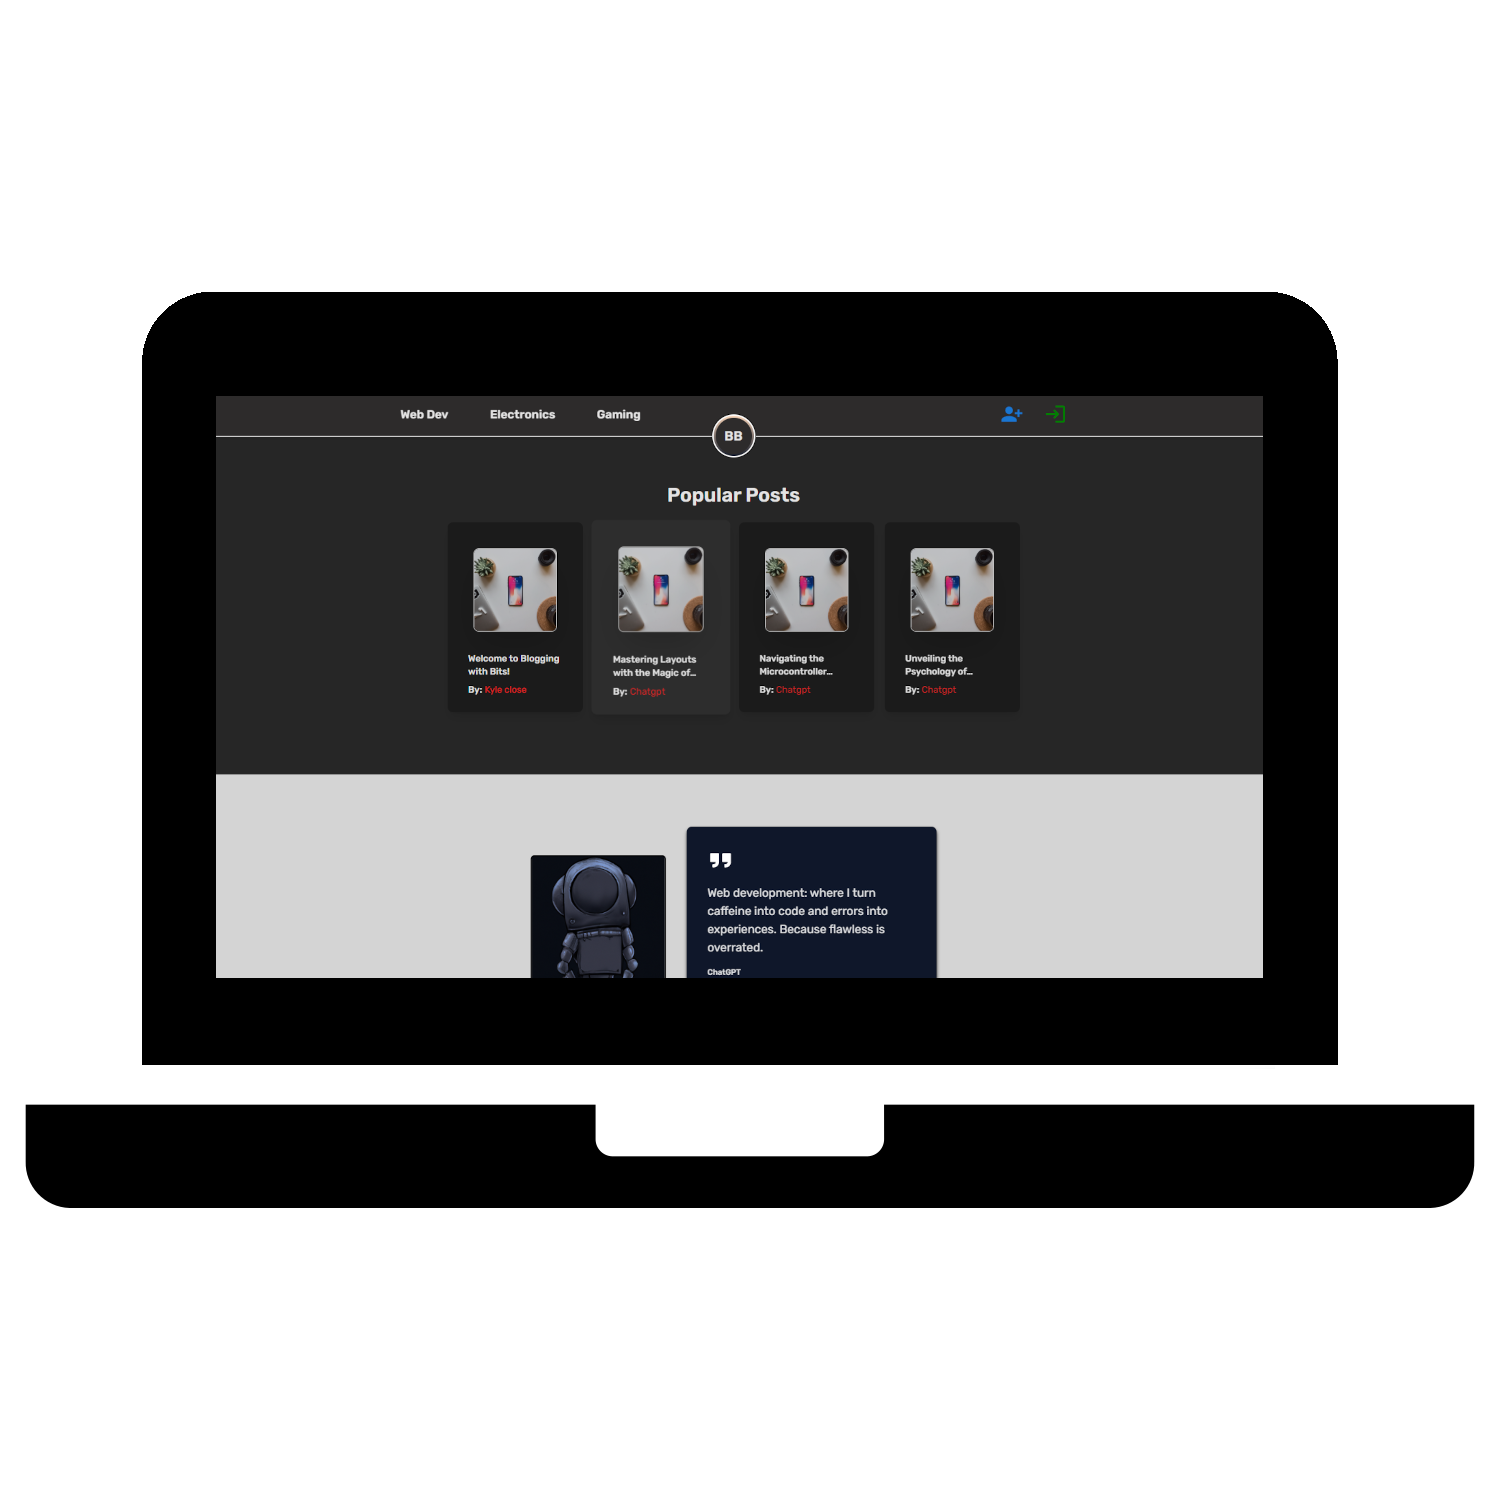 Web Dev
Electronics
Gaming
BB
Popular Posts
Welcome to Blogging
with Bits!
By: Kyle close
Mastering Layouts
with the Magic of...
By: Chatgpt
Navigating the
Microcontroller...
By: Chatgpt
Unveiling the
Psychology of...
By: Chatgpt
Web development: where I turn
caffeine into code and errors into
experiences. Because flawless is
overrated.
ChatGPT